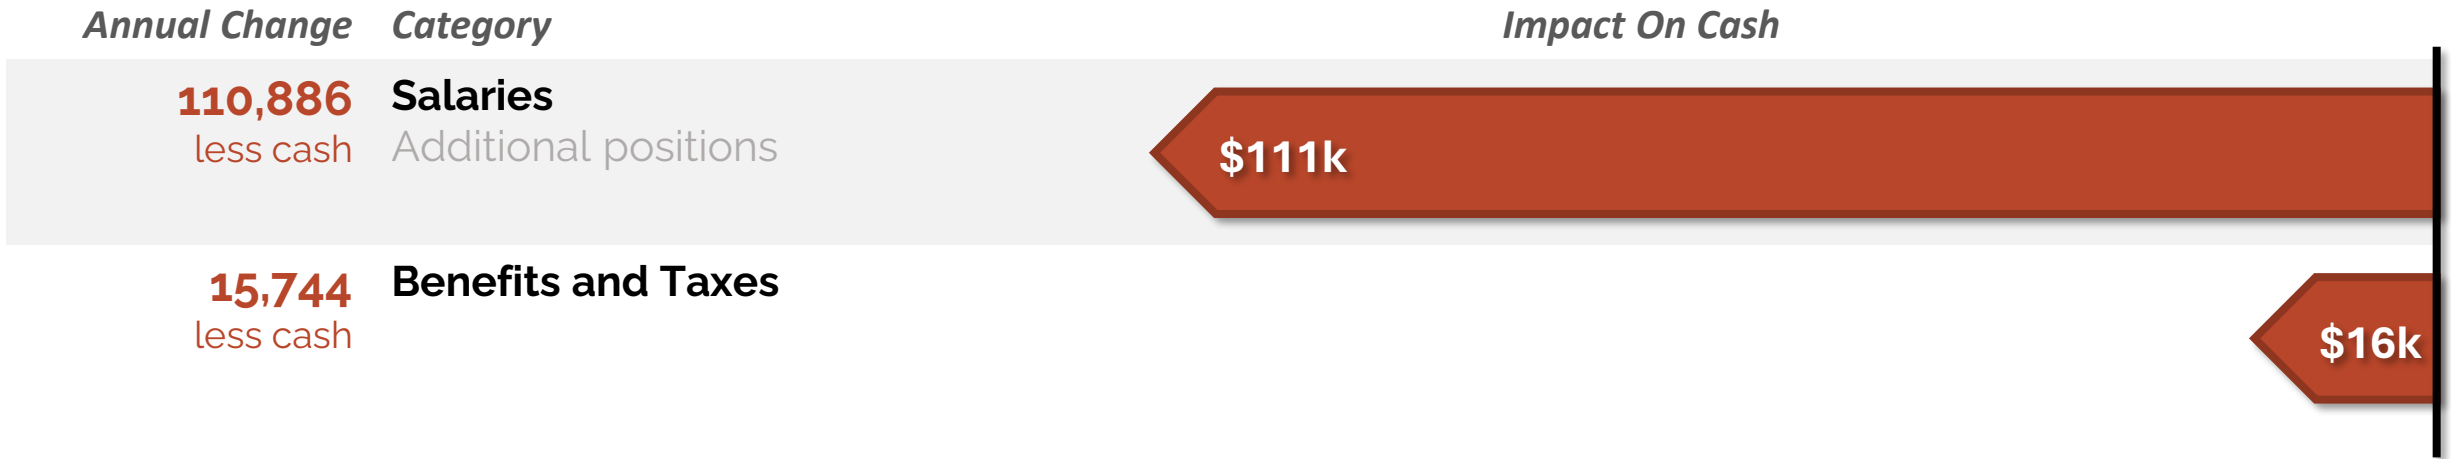 Annual Change Category Impact On Cash
110,886 Salaries
less cash Additional positions
$111k
15,744 Benefits and Taxes
less cash
$16k